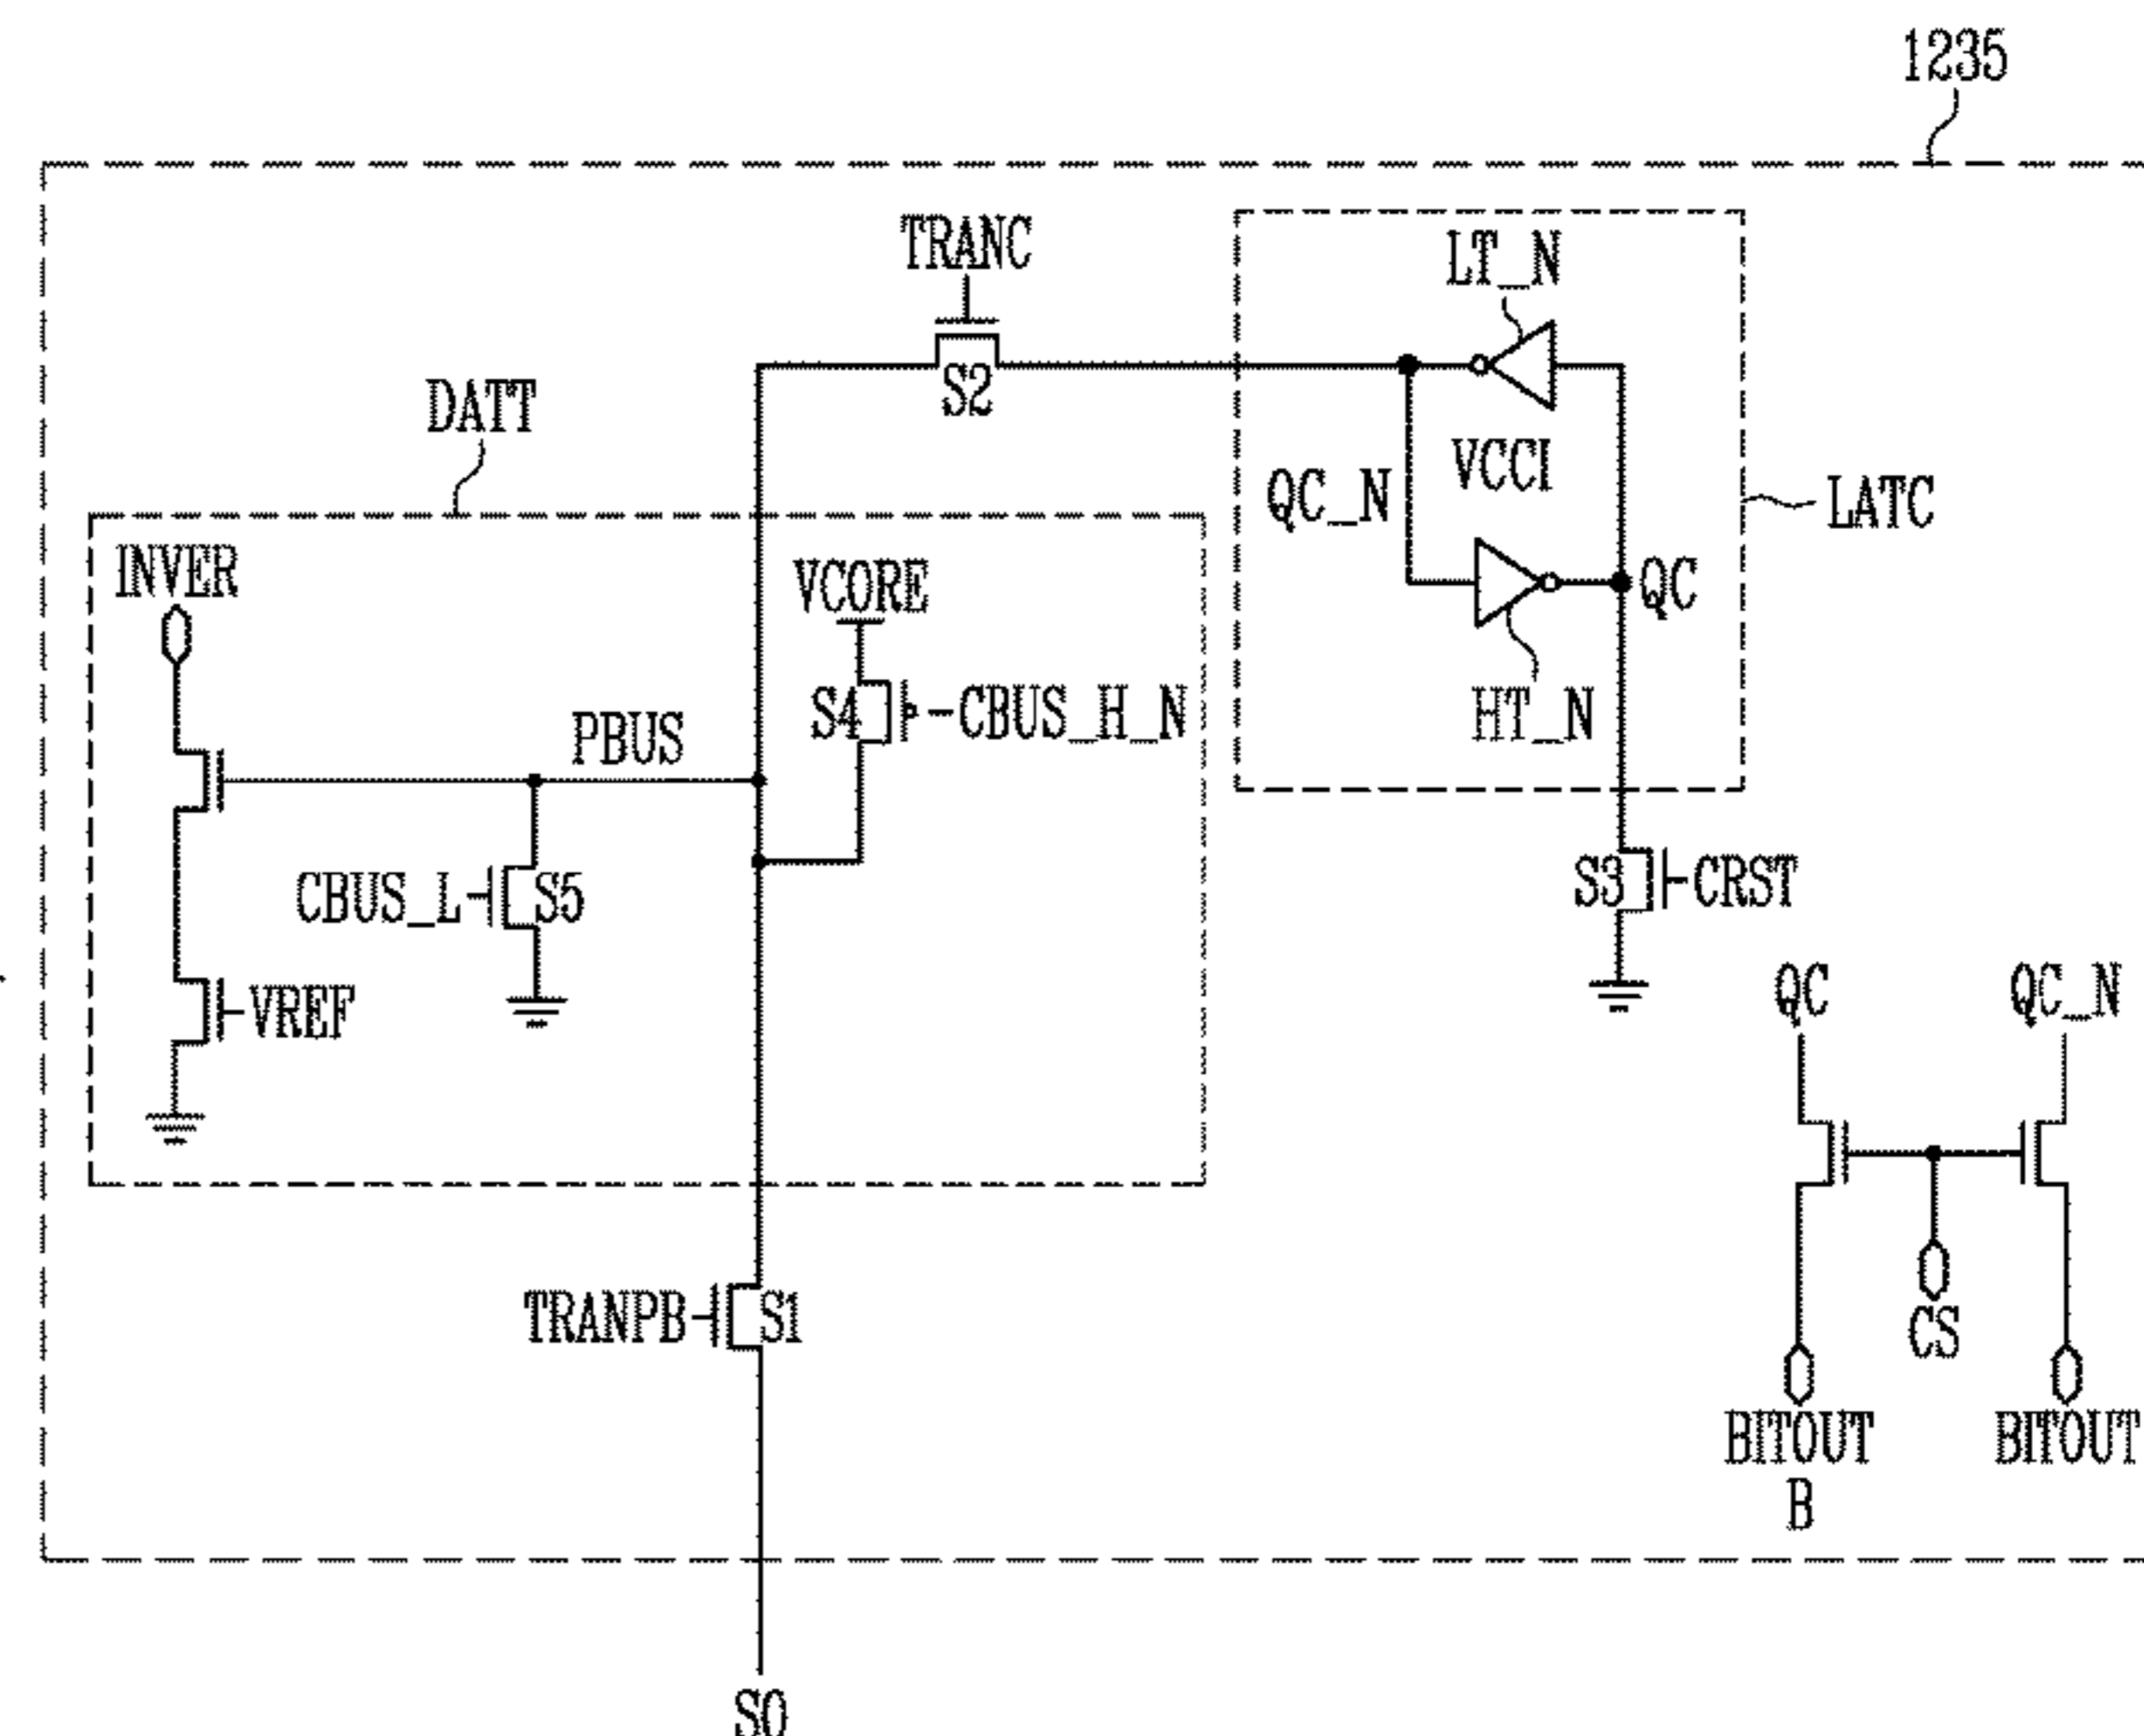 1235
TRANC
LT_N
S2
DATT
VCCI
QC_N
LATC
INVER
VCORE
QC
S4
CBUS_H_N
HT_N
PBUS
CBUS_L
S5
S3
CRST
VREF
QC
QC_N
TRANPB
S1
CS
BITOUT
B
BITOUT
SO